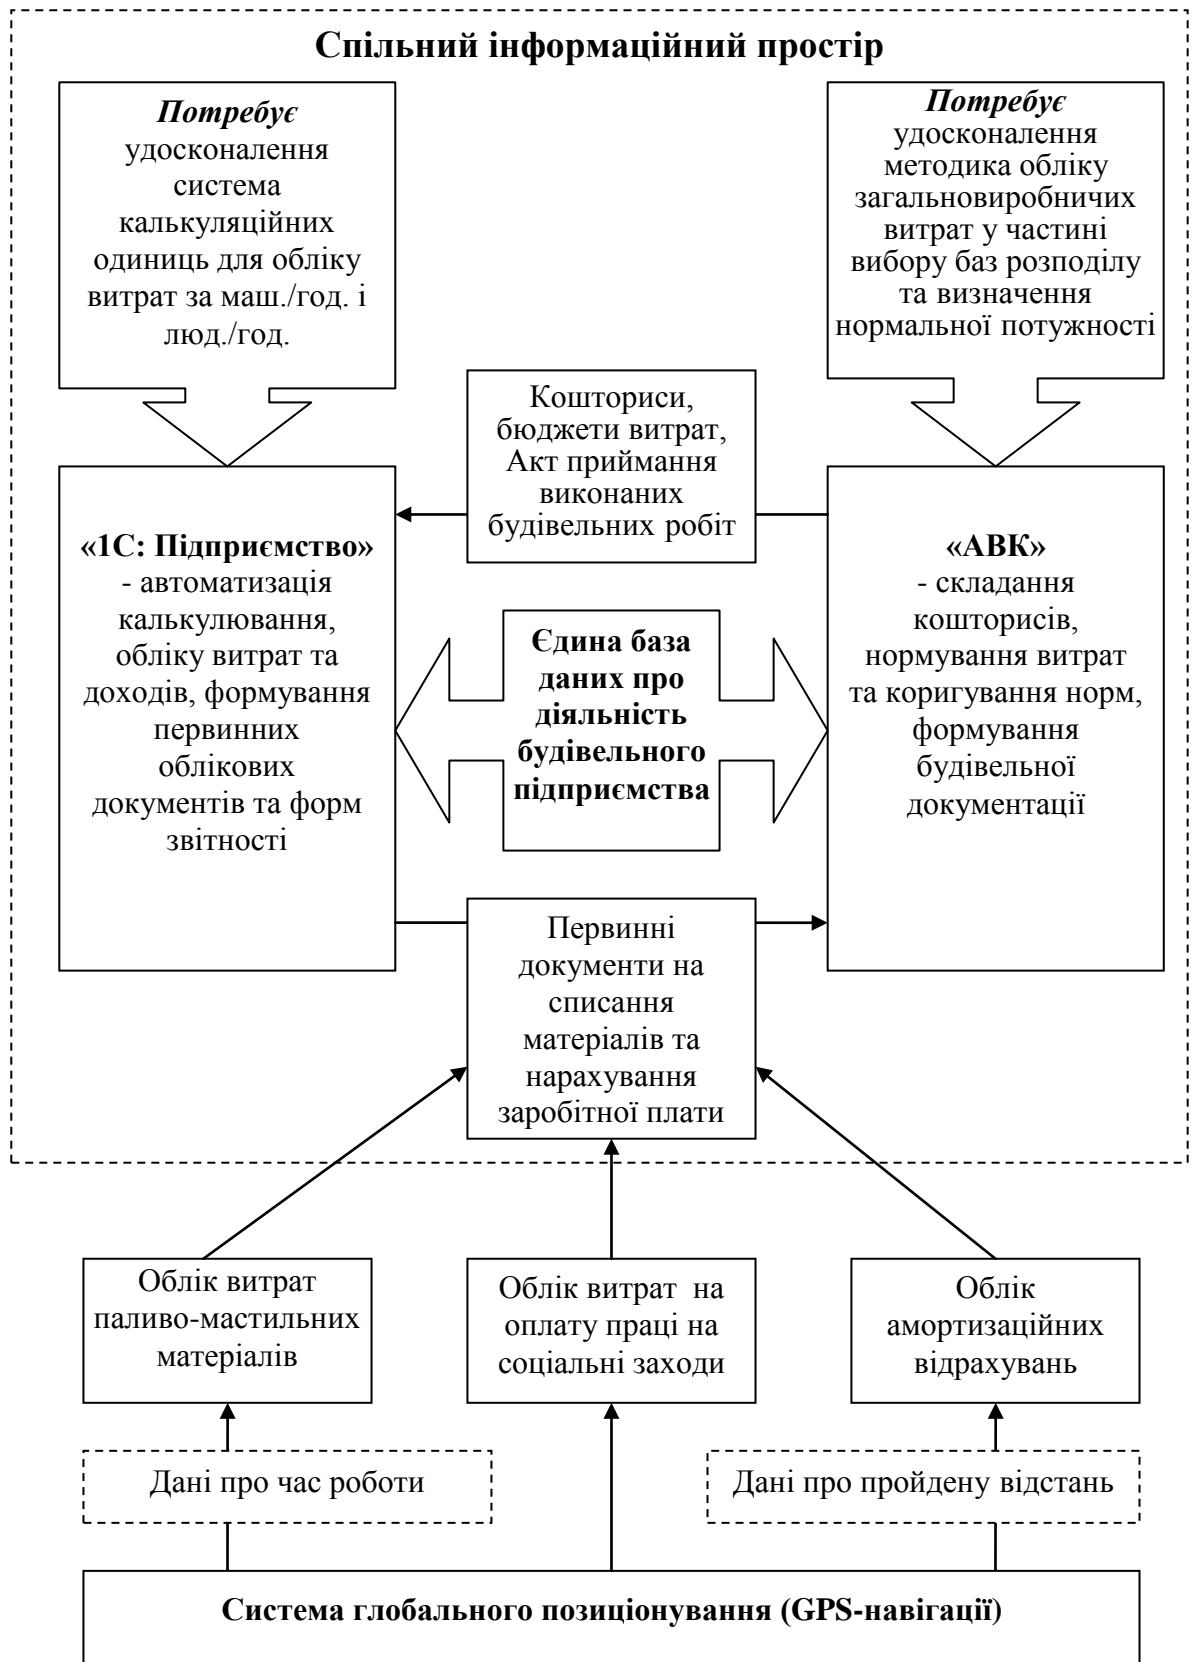 Спільний інформаційний простір
Потребує
удосконалення
система
калькуляційних
одиниць для обліку
витрат за маш./год. і
люд./год.
Потребує
удосконалення
методика обліку
загальновиробничих
витрат у частині
вибору баз розподілу
та визначення
нормальної потужності
Кошториси,
бюджети витрат,
Акт приймання
виконаних
будівельних робіт
«1С: Підприємство»
- автоматизація
калькулювання,
обліку витрат та
доходів, формування
первинних
облікових
документів та форм
звітності
Єдина база
даних про
діяльність
будівельного
підприємства
«АВК»
- складання
кошторисів,
нормування витрат
та коригування норм,
формування
будівельної
документації
Первинні
документи на
списання
матеріалів та
нарахування
заробітної плати
Облік витрат
паливо-мастильних
матеріалів
Облік витрат  на
оплату праці на
соціальні заходи
Облік
амортизаційних
відрахувань
Дані про час роботи
Дані про пройдену відстань
Система глобального позиціонування (GPS-навігації)